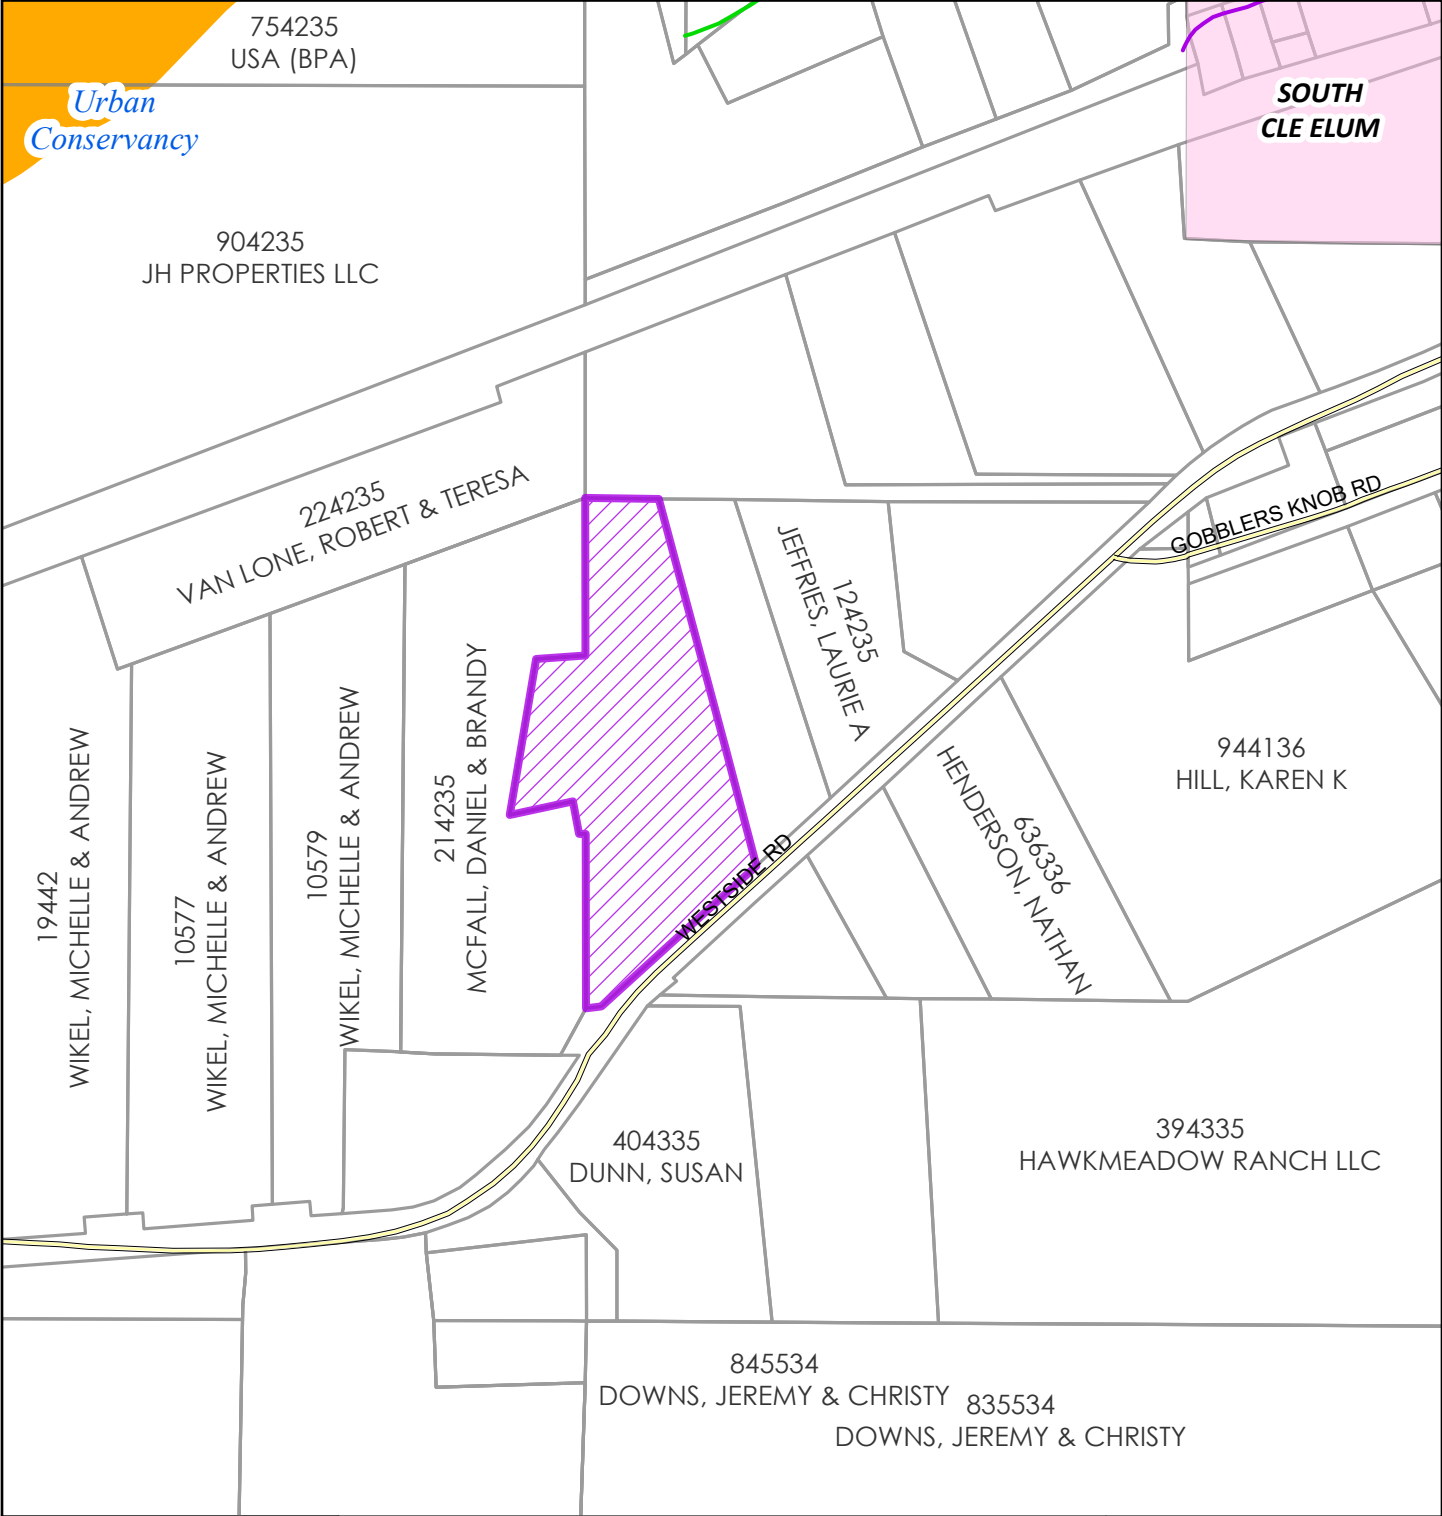 754235
USA (BPA)
Urban
Conservancy
SOUTH
CLE ELUM
904235
JH PROPERTIES LLC
224235
VAN LONE, ROBERT & TERESA
GOBBLERS KNOB RD
124235
JEFFRIES, LAURIE A
944136
HILL, KAREN K
19442
WIKEL, MICHELLE & ANDREW
10577
WIKEL, MICHELLE & ANDREW
10579
WIKEL, MICHELLE & ANDREW
214235
MCFALL, DANIEL & BRANDY
WESTSIDE RD
636336
HENDERSON, NATHAN
404335
DUNN, SUSAN
394335
HAWKMEADOW RANCH LLC
845534
DOWNS, JEREMY & CHRISTY
835534
DOWNS, JEREMY & CHRISTY